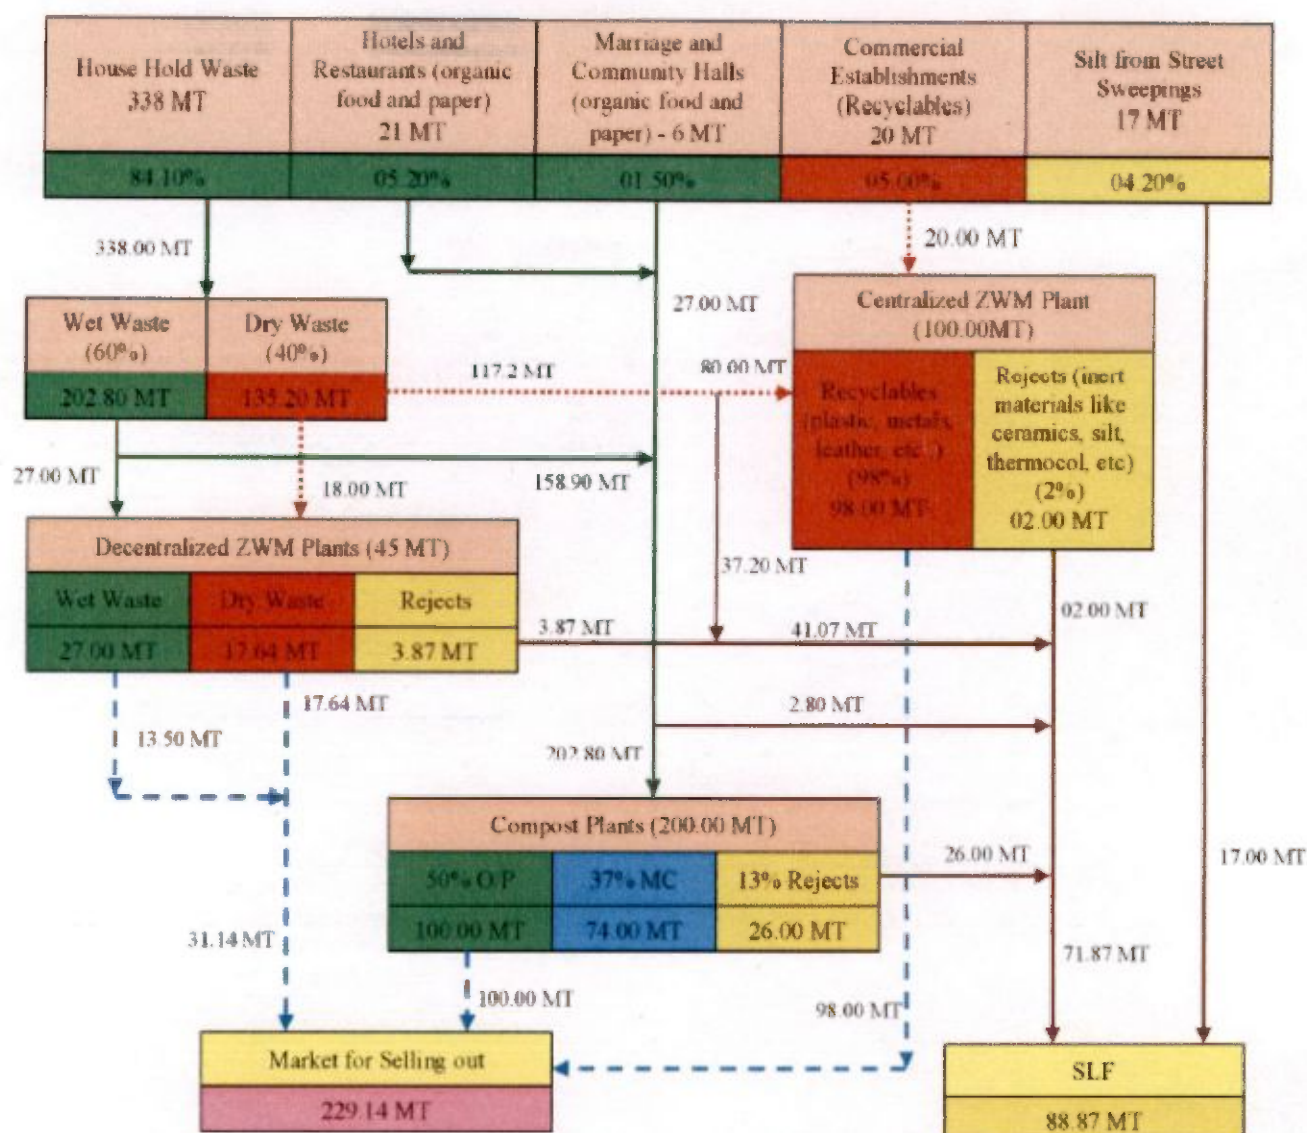 House Hold Waste
338 MT
Hotels and
Restaurants (organic
food and paper)
21 MT
Marriage and
Community Halls
(organic food and
paper) - 6 MT
Commercial
Establishments
(Recyclables)
20 MT
Silt from Street
Sweepings
17 MT
84.10%
05.20%
01.50%
05.00%
04.20%
338.00 MT
20.00 MT
27.00 MT
Wet Waste
(60%)
202.80 MT
Dry Waste
(40%)
135.20 MT
117.2 MT
80.00 MT
Centralized ZWM Plant
(100.00MT)
Recyclables
(plastic, metals,
leather, etc.)
(98%)
98.00 MT
Rejects (inert
materials like
ceramics, silt,
thermocol, etc)
(2%)
02.00 MT
27.00 MT
18.00 MT
158.90 MT
37.20 MT
02.00 MT
Decentralized ZWM Plants (45 MT)
Wet Waste
Dry Waste
Rejects
27.00 MT
17.64 MT
3.87 MT
3.87 MT
41.07 MT
17.64 MT
13.50 MT
2.80 MT
202.80 MT
Compost Plants (200.00 MT)
50% O/P
37% MC
13% Rejects
100.00 MT
74.00 MT
26.00 MT
26.00 MT
17.00 MT
31.14 MT
100.00 MT
98.00 MT
71.87 MT
Market for Selling out
229.14 MT
SLF
88.87 MT